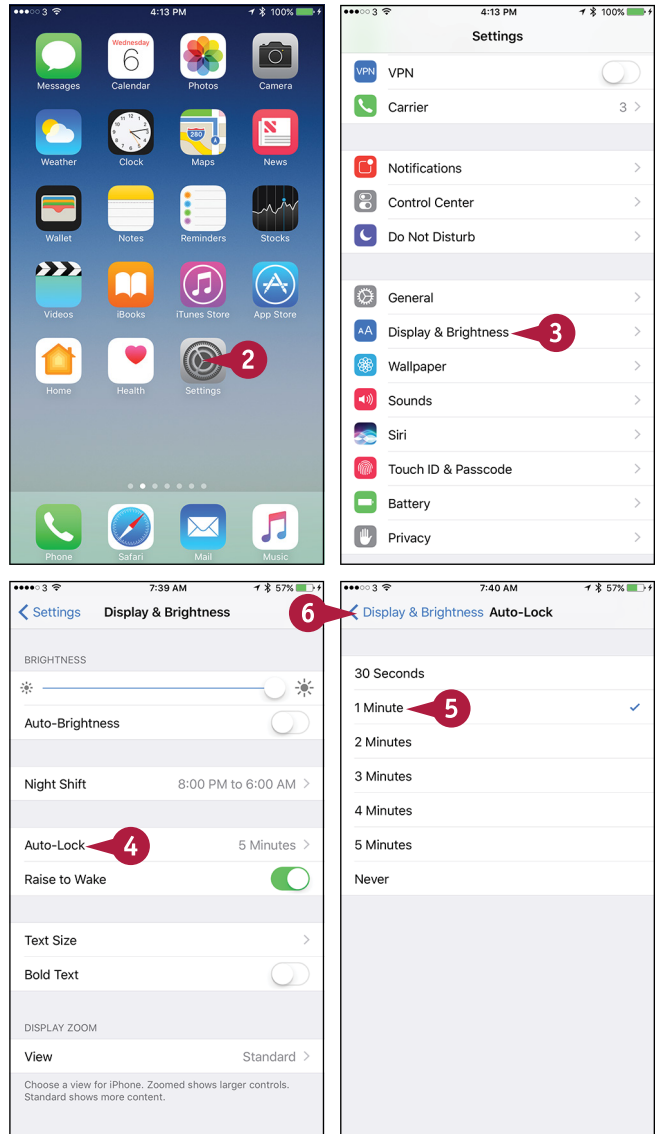 3 4:13 PM 100%
Wednesday
6
Messages Calendar Photos Camera
280
Weather Clock Maps News
Wallet Notes Reminders Stocks
Videos iBooks iTunes Store App Store
2
Home Health Settings
Phone Safari Mail Music
3 4:13 PM 100%
Settings
VPN VPN
Carrier 3
Notifications
Control Center
Do Not Disturb
General
AA Display & Brightness 3
Wallpaper
Sounds
Siri
Touch ID & Passcode
Battery
Privacy
3 7:39 AM 57%
Settings Display & Brightness
BRIGHTNESS
Auto-Brightness
Night Shift 8:00 PM to 6:00 AM
Auto-Lock 4 5 Minutes
Raise to Wake
Text Size
Bold Text
DISPLAY ZOOM
View Standard
Choose a view for iPhone. Zoomed shows larger controls.
Standard shows more content.
3 7:40 AM 57%
6 Display & Brightness Auto-Lock
30 Seconds
1 Minute 5
2 Minutes
3 Minutes
4 Minutes
5 Minutes
Never